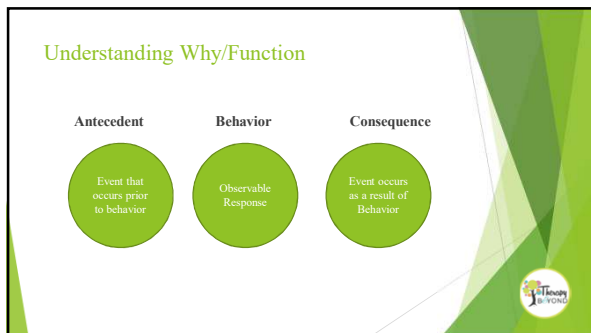 Understanding Why/Function
Antecedent
Behavior
Consequence
Event that
occurs prior
to behavior
Observable
Response
Event occurs
as a result of
Behavior
Therapy
BEYOND